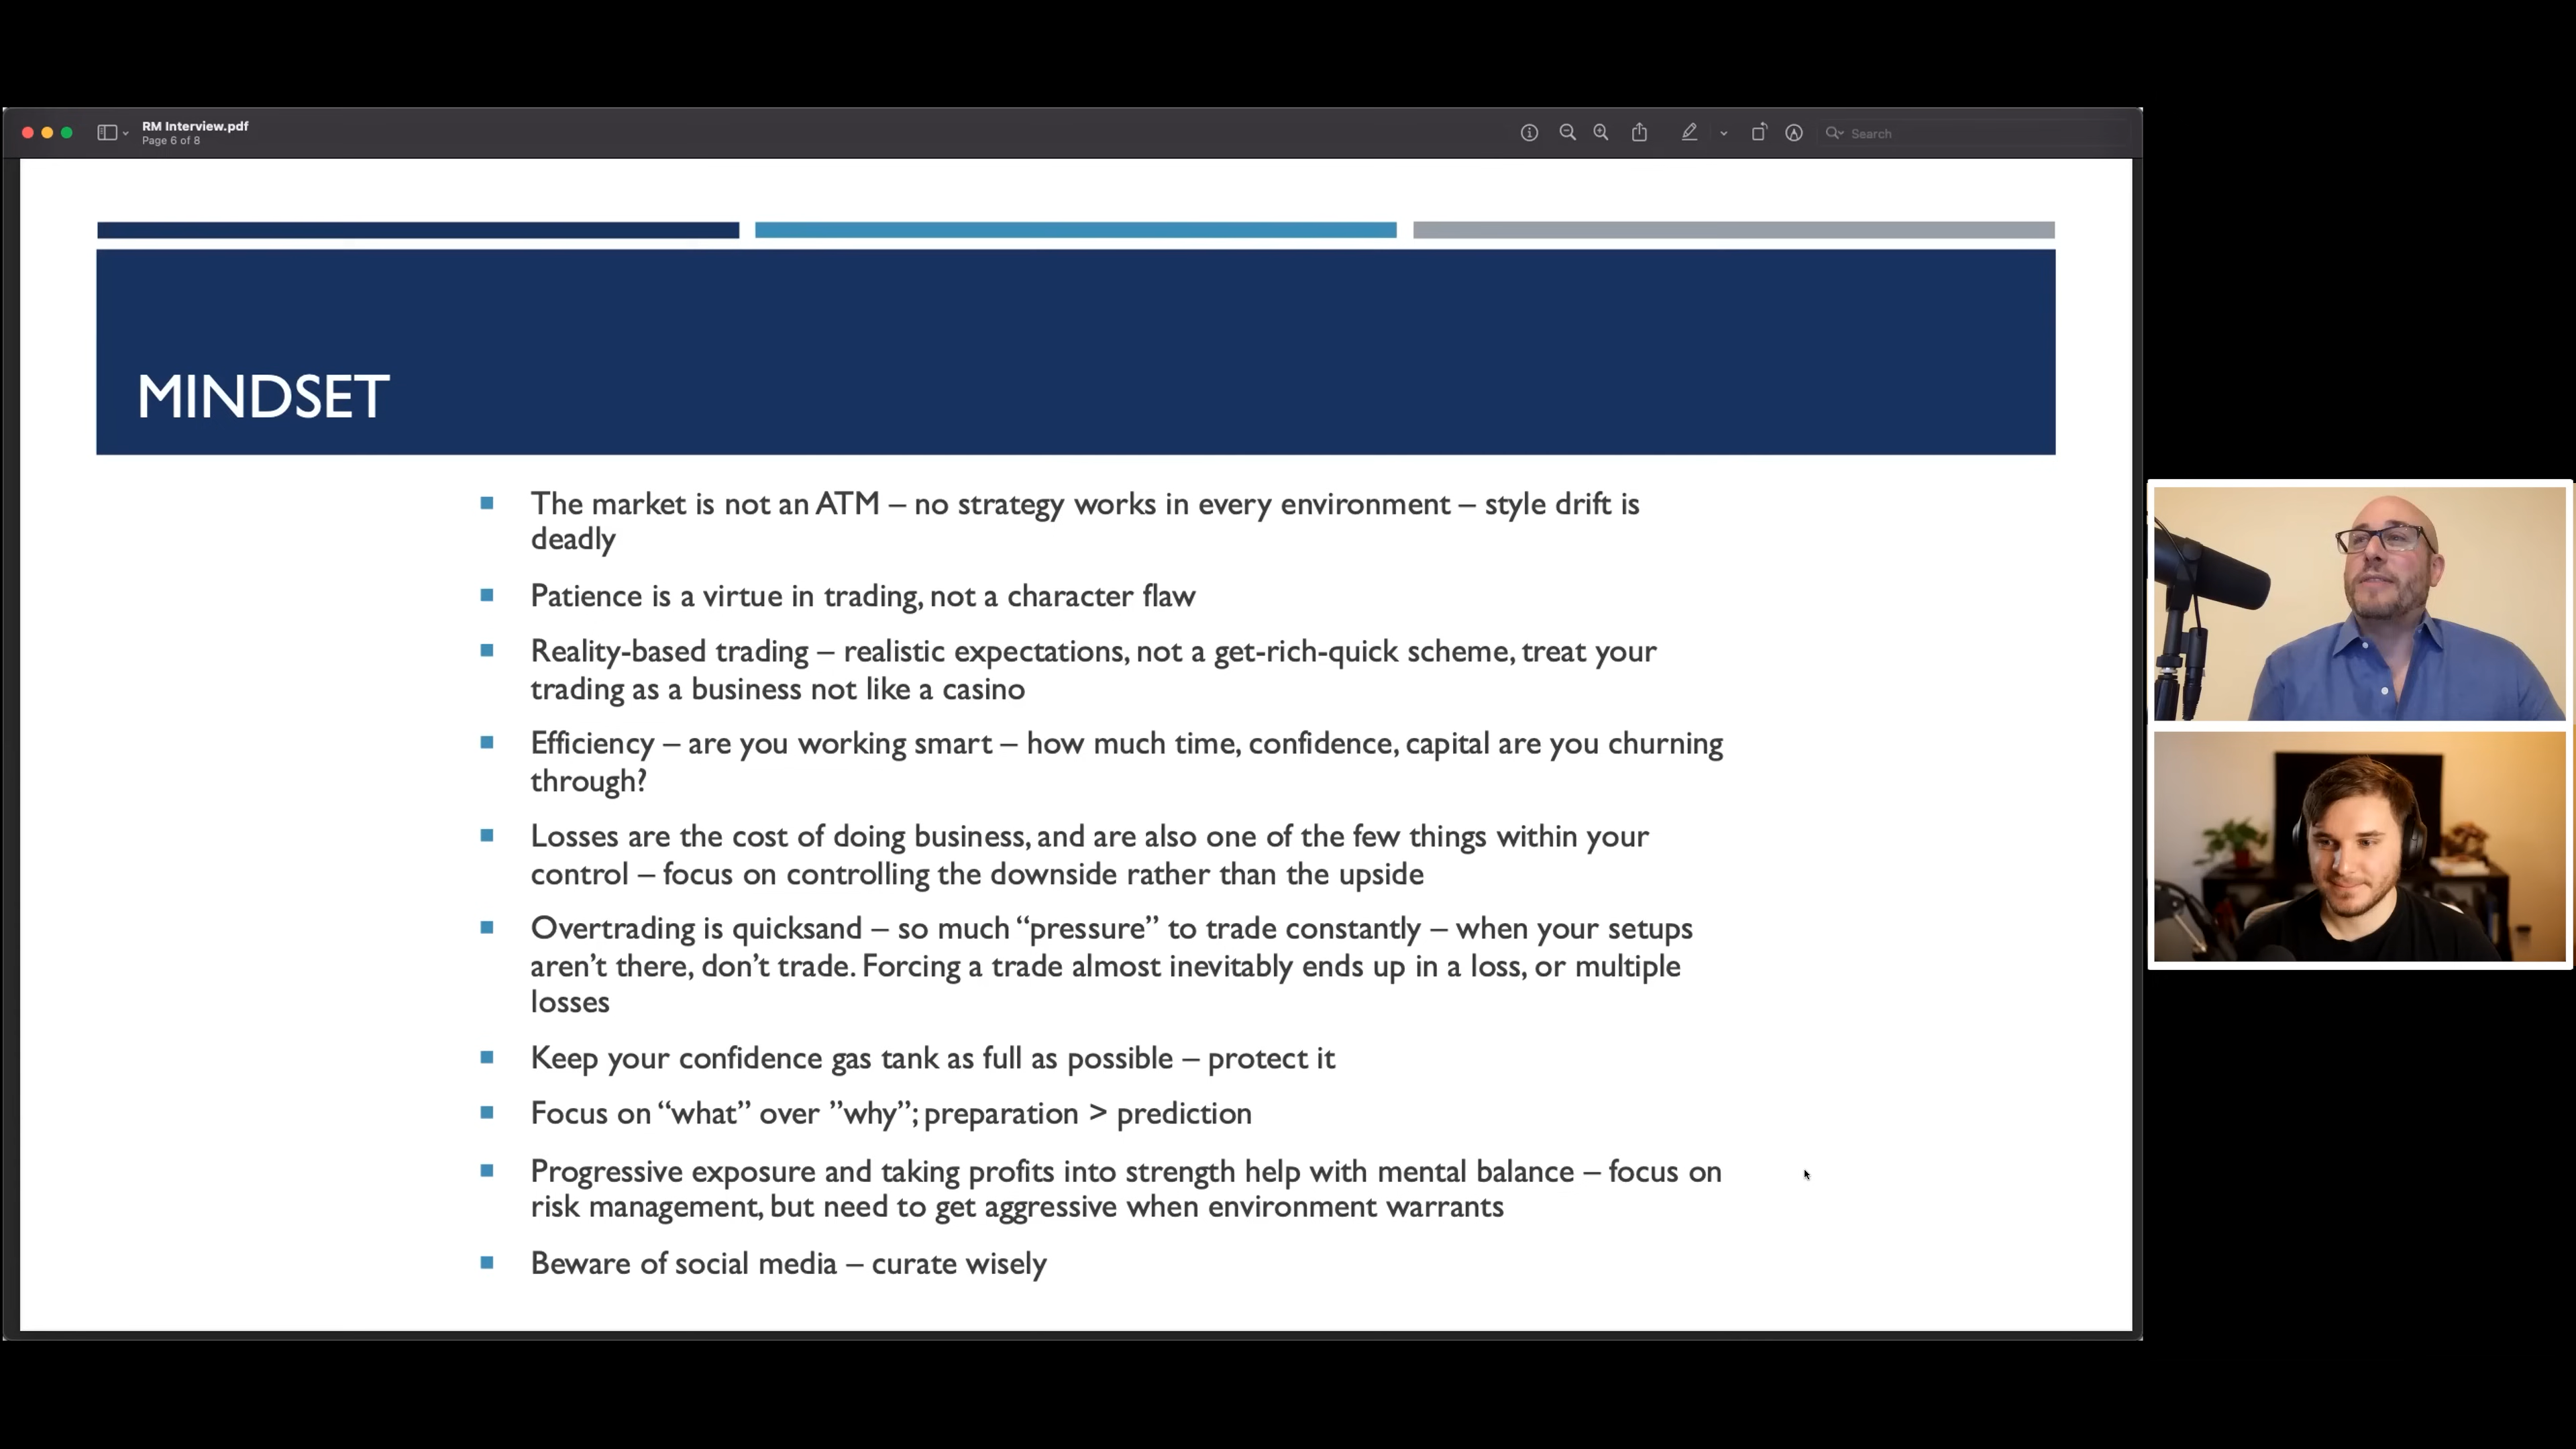 RM Interview.pdf
Page 6 of 8
Search
MINDSET
The market is not an ATM – no strategy works in every environment – style drift is
deadly
Patience is a virtue in trading, not a character flaw
Reality-based trading – realistic expectations, not a get-rich-quick scheme, treat your
trading as a business not like a casino
Efficiency – are you working smart – how much time, confidence, capital are you churning
through?
Losses are the cost of doing business, and are also one of the few things within your
control – focus on controlling the downside rather than the upside
Overtrading is quicksand – so much “pressure” to trade constantly – when your setups
aren’t there, don’t trade. Forcing a trade almost inevitably ends up in a loss, or multiple
losses
Keep your confidence gas tank as full as possible – protect it
Focus on “what” over ”why”; preparation > prediction
Progressive exposure and taking profits into strength help with mental balance – focus on
risk management, but need to get aggressive when environment warrants
Beware of social media – curate wisely